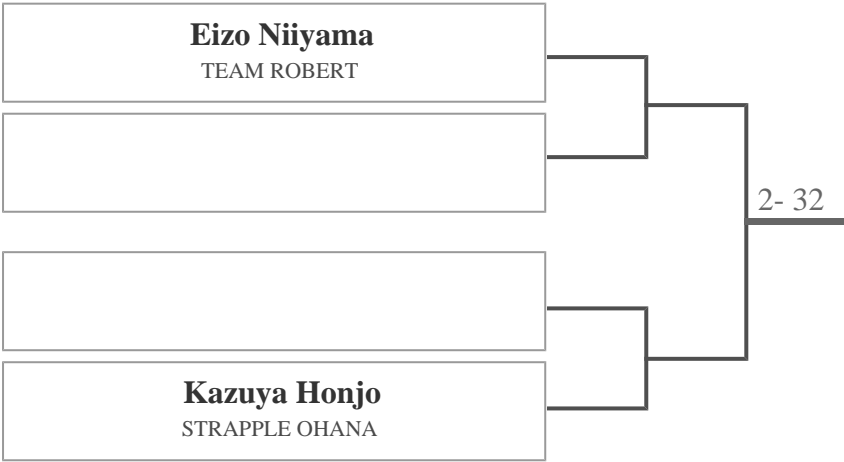 Eizo Niiyama
TEAM ROBERT
2- 32
Kazuya Honjo
STRAPPLE OHANA